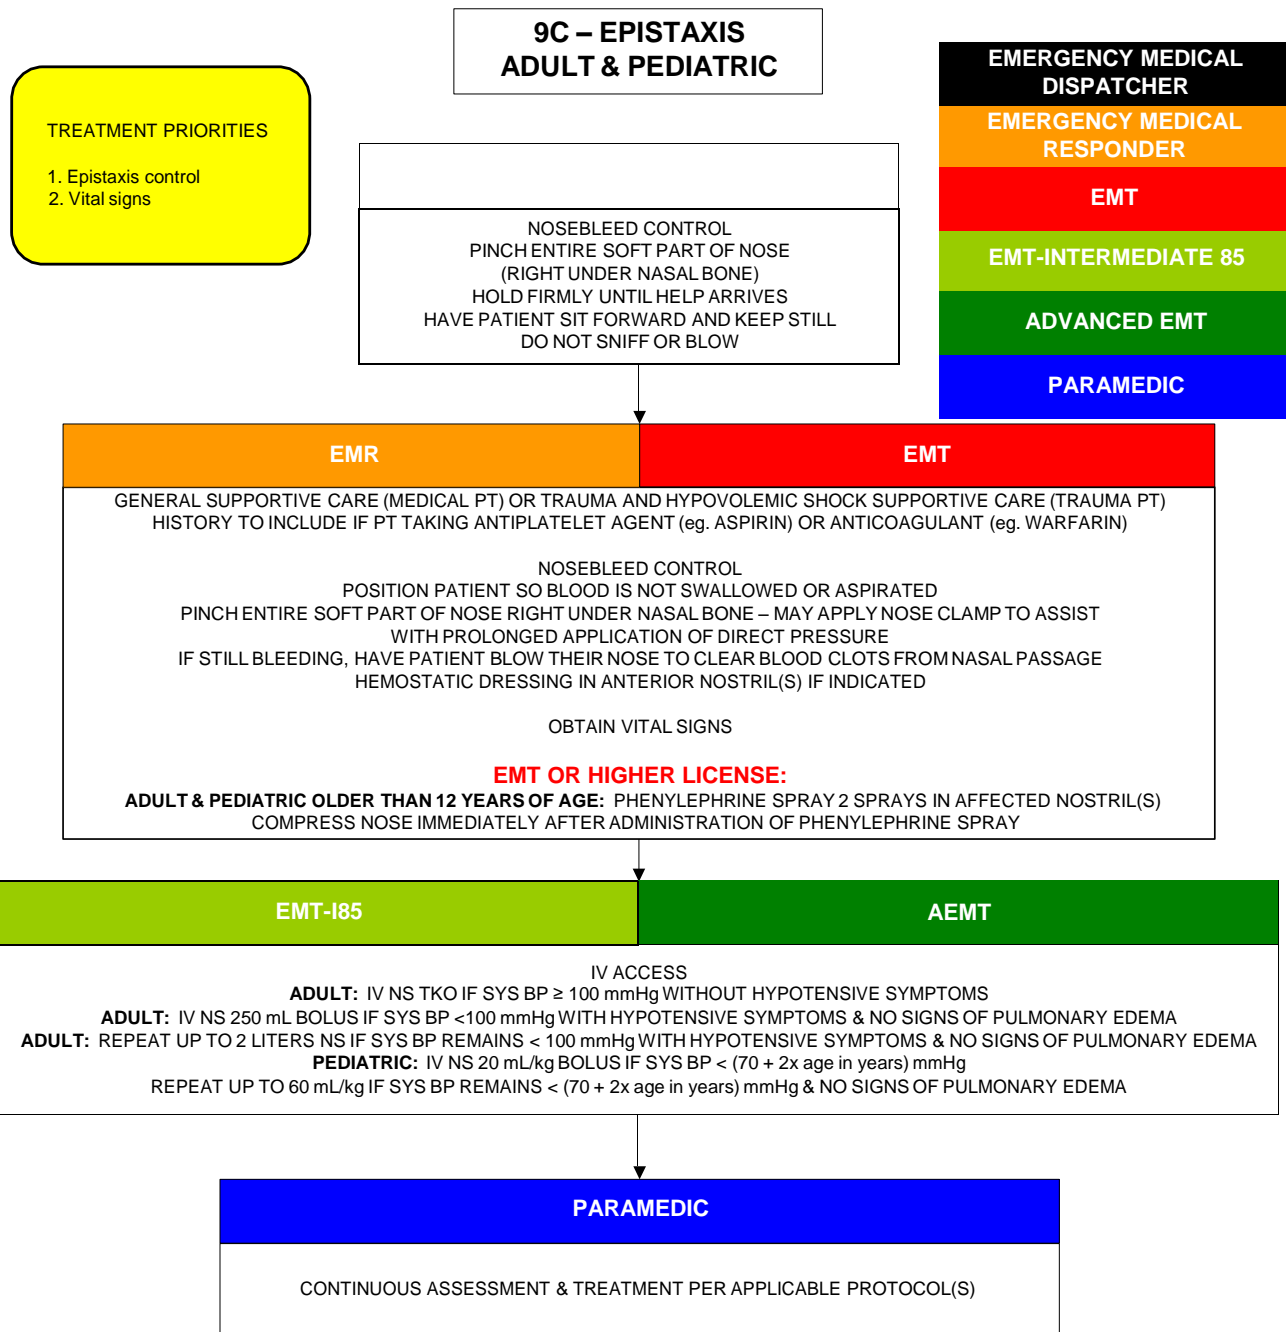 9C – EPISTAXIS
ADULT & PEDIATRIC
TREATMENT PRIORITIES
1. Epistaxis control
2. Vital signs
EMERGENCY MEDICAL
DISPATCHER
EMERGENCY MEDICAL
RESPONDER
EMT
EMT-INTERMEDIATE 85
ADVANCED EMT
PARAMEDIC
NOSEBLEED CONTROL
PINCH ENTIRE SOFT PART OF NOSE
(RIGHT UNDER NASAL BONE)
HOLD FIRMLY UNTIL HELP ARRIVES
HAVE PATIENT SIT FORWARD AND KEEP STILL
DO NOT SNIFF OR BLOW
EMR
EMT
GENERAL SUPPORTIVE CARE (MEDICAL PT) OR TRAUMA AND HYPOVOLEMIC SHOCK SUPPORTIVE CARE (TRAUMA PT)
HISTORY TO INCLUDE IF PT TAKING ANTIPLATELET AGENT (eg. ASPIRIN) OR ANTICOAGULANT (eg. WARFARIN)
NOSEBLEED CONTROL
POSITION PATIENT SO BLOOD IS NOT SWALLOWED OR ASPIRATED
PINCH ENTIRE SOFT PART OF NOSE RIGHT UNDER NASAL BONE – MAY APPLY NOSE CLAMP TO ASSIST
WITH PROLONGED APPLICATION OF DIRECT PRESSURE
IF STILL BLEEDING, HAVE PATIENT BLOW THEIR NOSE TO CLEAR BLOOD CLOTS FROM NASAL PASSAGE
HEMOSTATIC DRESSING IN ANTERIOR NOSTRIL(S) IF INDICATED
OBTAIN VITAL SIGNS
EMT OR HIGHER LICENSE:
ADULT & PEDIATRIC OLDER THAN 12 YEARS OF AGE: PHENYLEPHRINE SPRAY 2 SPRAYS IN AFFECTED NOSTRIL(S)
COMPRESS NOSE IMMEDIATELY AFTER ADMINISTRATION OF PHENYLEPHRINE SPRAY
EMT-I85
AEMT
IV ACCESS
ADULT: IV NS TKO IF SYS BP ≥ 100 mmHg WITHOUT HYPOTENSIVE SYMPTOMS
ADULT: IV NS 250 mL BOLUS IF SYS BP <100 mmHg WITH HYPOTENSIVE SYMPTOMS & NO SIGNS OF PULMONARY EDEMA
ADULT: REPEAT UP TO 2 LITERS NS IF SYS BP REMAINS < 100 mmHg WITH HYPOTENSIVE SYMPTOMS & NO SIGNS OF PULMONARY EDEMA
PEDIATRIC: IV NS 20 mL/kg BOLUS IF SYS BP < (70 + 2x age in years) mmHg
REPEAT UP TO 60 mL/kg IF SYS BP REMAINS < (70 + 2x age in years) mmHg & NO SIGNS OF PULMONARY EDEMA
PARAMEDIC
CONTINUOUS ASSESSMENT & TREATMENT PER APPLICABLE PROTOCOL(S)